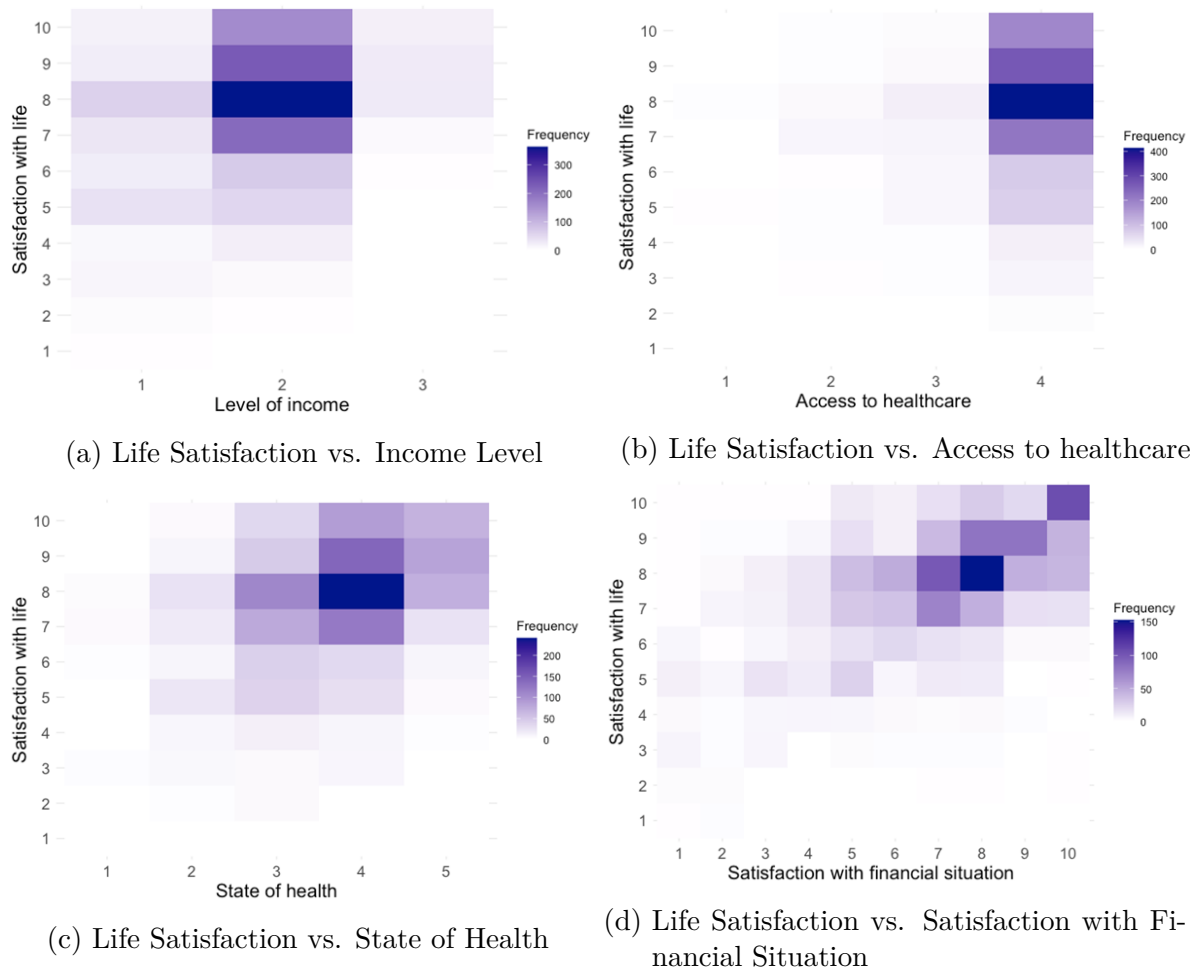 10
9
8
7
6
5
4
3
2
1
Satisfaction with life
1 2 3
Level of income
Frequency
300
200
100
0
(a) Life Satisfaction vs. Income Level
10
9
8
7
6
5
4
3
2
1
Satisfaction with life
1 2 3 4
Access to healthcare
Frequency
400
300
200
100
0
(b) Life Satisfaction vs. Access to healthcare
10
9
8
7
6
5
4
3
2
1
Satisfaction with life
1 2 3 4 5
State of health
Frequency
200
150
100
50
0
(c) Life Satisfaction vs. State of Health
10
9
8
7
6
5
4
3
2
1
Satisfaction with life
1 2 3 4 5 6 7 8 9 10
Satisfaction with financial situation
Frequency
150
100
50
0
(d) Life Satisfaction vs. Satisfaction with Fi-
nancial Situation